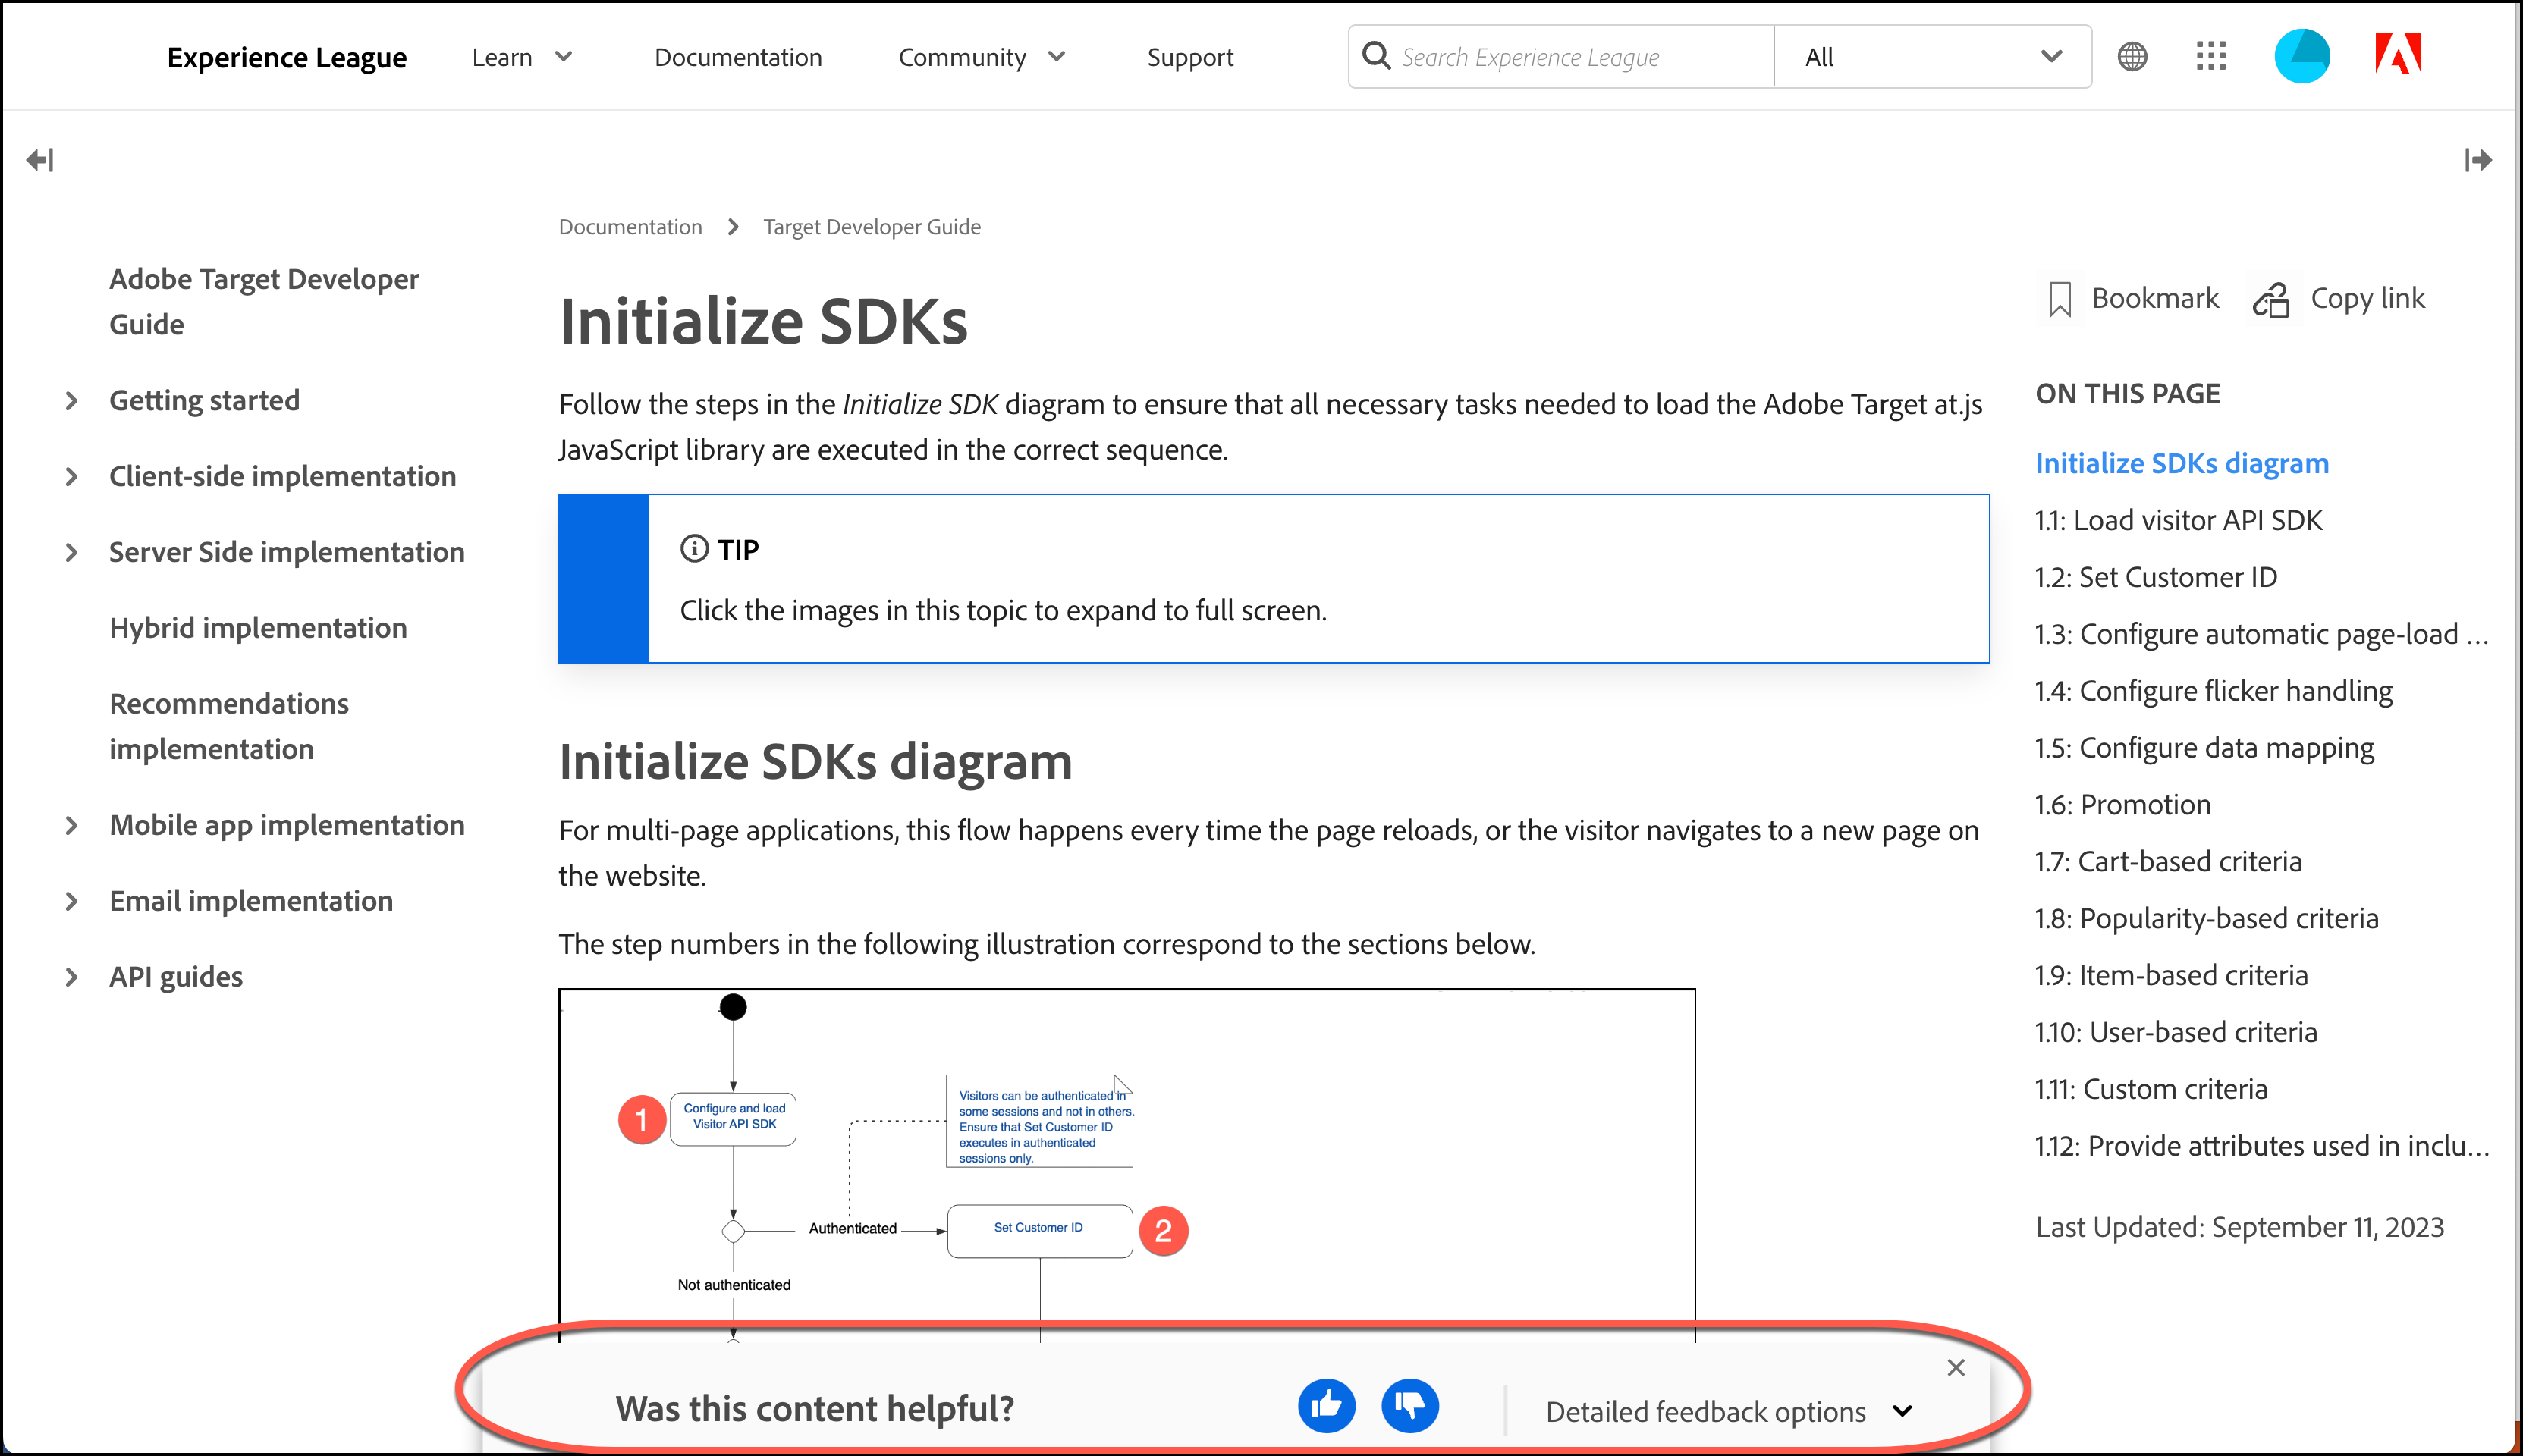 Experience League
Learn
Documentation
Community
Support
Search Experience League
All
Documentation
Target Developer Guide
Adobe Target Developer
Guide
Getting started
Client-side implementation
Server Side implementation
Hybrid implementation
Recommendations
implementation
Mobile app implementation
Email implementation
API guides
Initialize SDKs
Follow the steps in the Initialize SDK diagram to ensure that all necessary tasks needed to load the Adobe Target at.js
JavaScript library are executed in the correct sequence.
TIP
Click the images in this topic to expand to full screen.
Initialize SDKs diagram
For multi-page applications, this flow happens every time the page reloads, or the visitor navigates to a new page on
the website.
The step numbers in the following illustration correspond to the sections below.
1
Configure and load
Visitor API SDK
Visitors can be authenticated in
some sessions and not in others.
Ensure that Set Customer ID
executes in authenticated
sessions only.
Authenticated
Set Customer ID
2
Not authenticated
Bookmark
Copy link
ON THIS PAGE
Initialize SDKs diagram
1.1: Load visitor API SDK
1.2: Set Customer ID
1.3: Configure automatic page-load ...
1.4: Configure flicker handling
1.5: Configure data mapping
1.6: Promotion
1.7: Cart-based criteria
1.8: Popularity-based criteria
1.9: Item-based criteria
1.10: User-based criteria
1.11: Custom criteria
1.12: Provide attributes used in inclu...
Last Updated: September 11, 2023
Was this content helpful?
Detailed feedback options